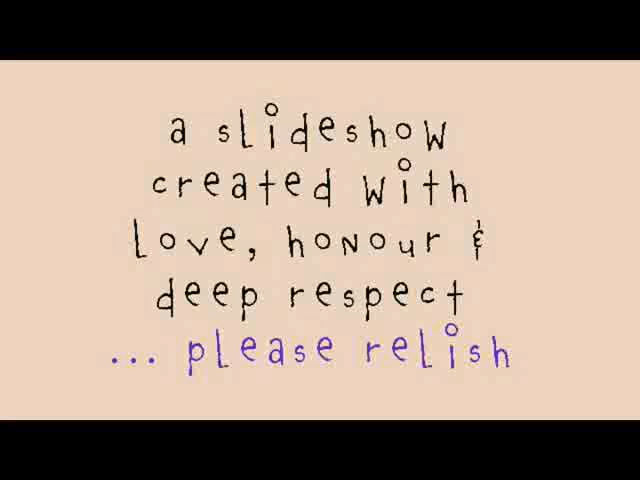 a slideshow
created with
love, honour &
deep respect
... please relish